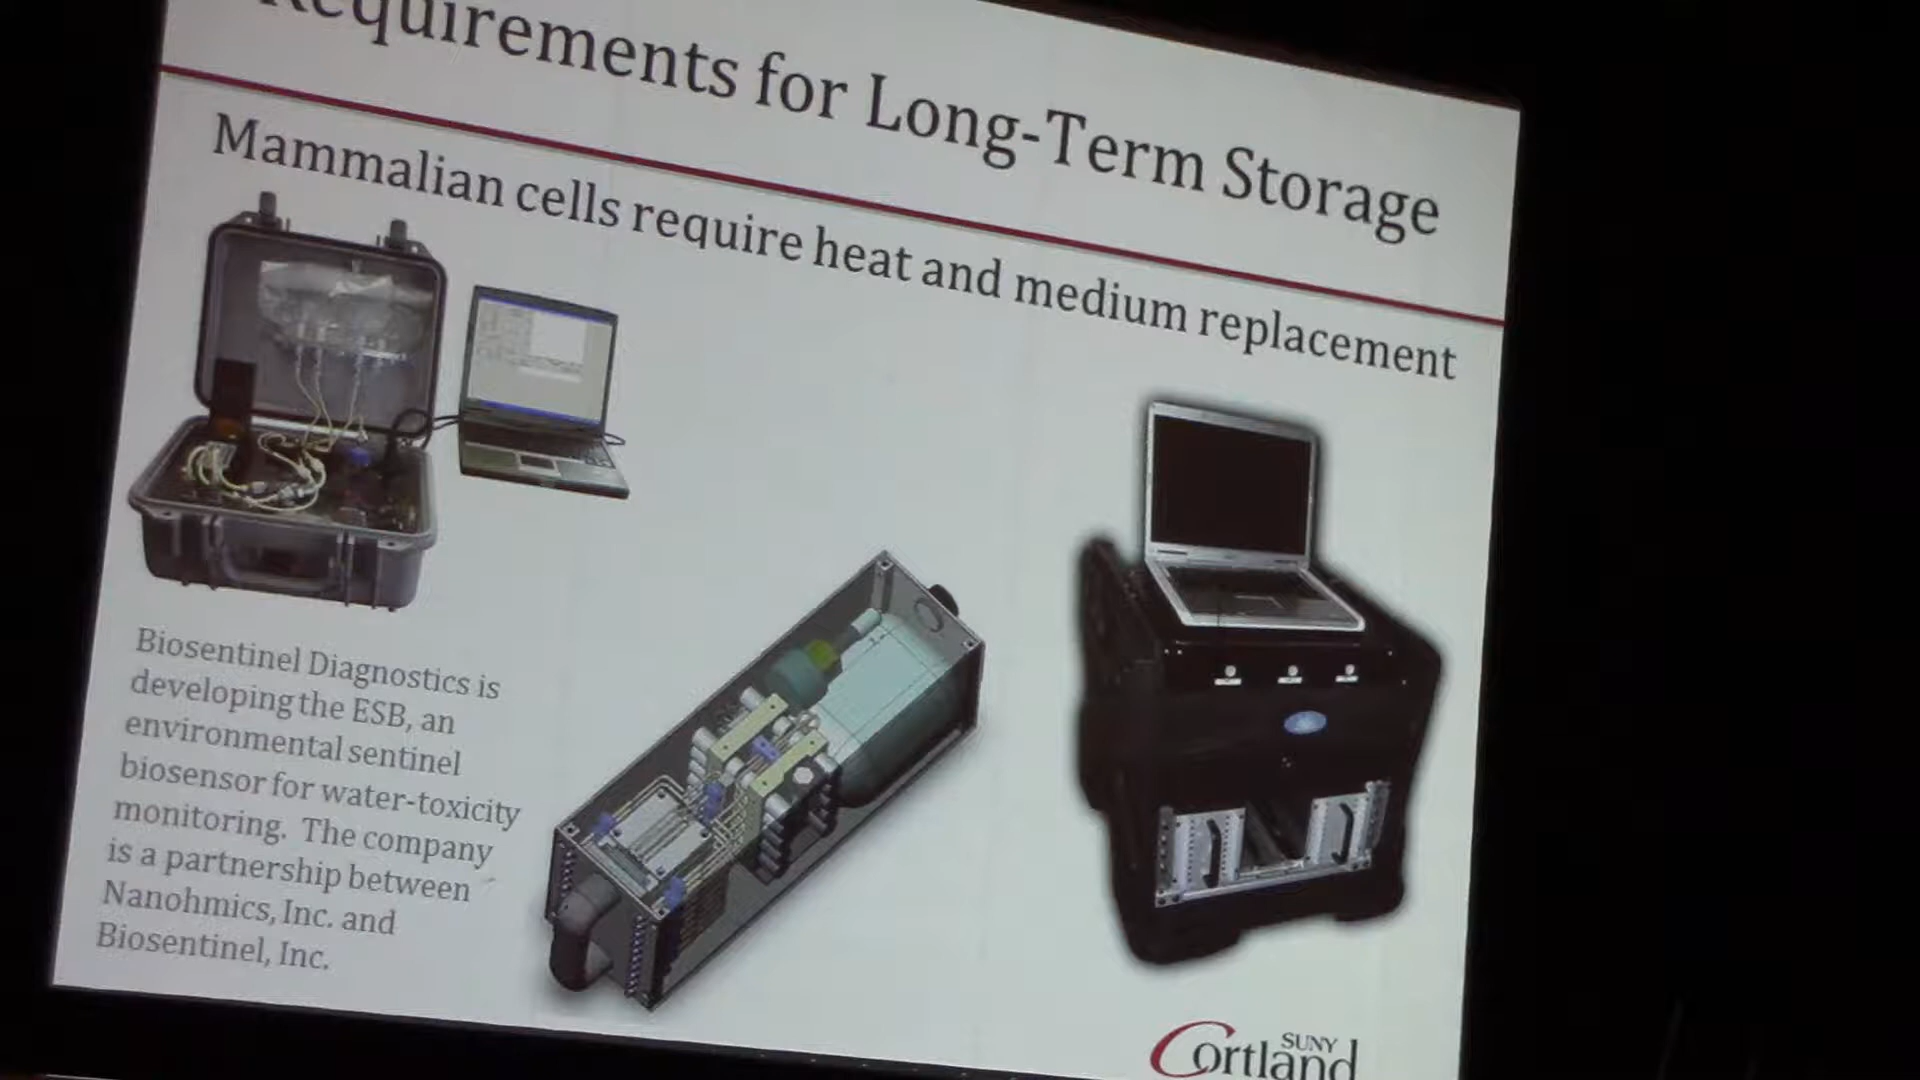 Requirements for Long-Term Storage
Mammalian cells require heat and medium replacement
Biosentinel Diagnostics is
developing the ESB, an
environmental sentinel
biosensor for water-toxicity
monitoring. The company
is a partnership between
Nanohmics, Inc. and
Biosentinel, Inc.
SUNY
Cortland